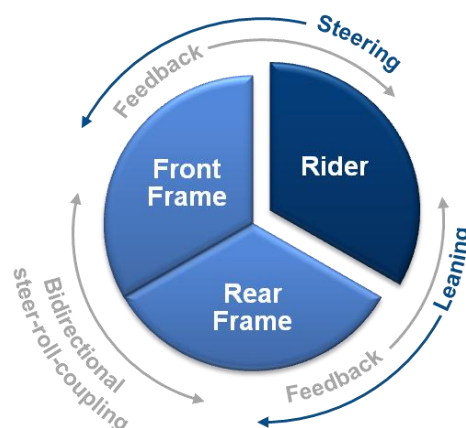 Steering
Feedback
Front
Frame
Rider
Rear
Frame
Leaning
Feedback
Bidirectional
steer-roll-coupling